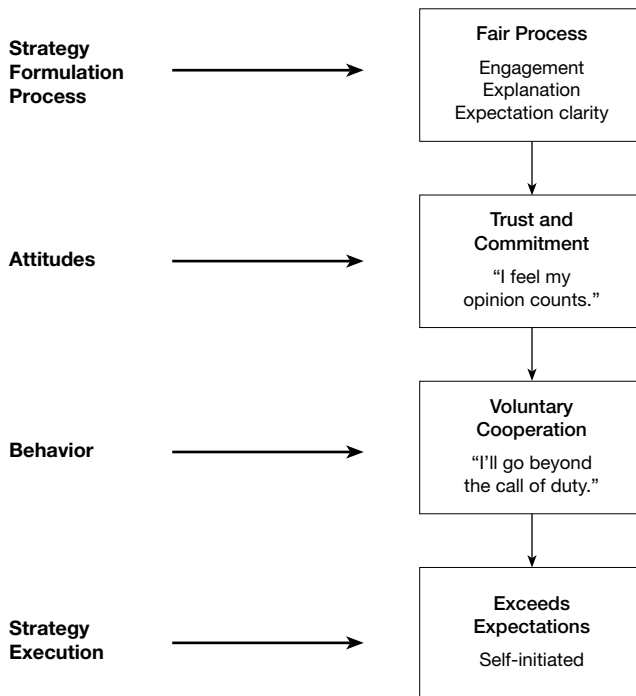 Strategy
Formulation
Process
Fair Process
Engagement
Explanation
Expectation clarity
Attitudes
Trust and
Commitment
“I feel my
opinion counts.”
Behavior
Voluntary
Cooperation
“I’ll go beyond
the call of duty.”
Strategy
Execution
Exceeds
Expectations
Self-initiated